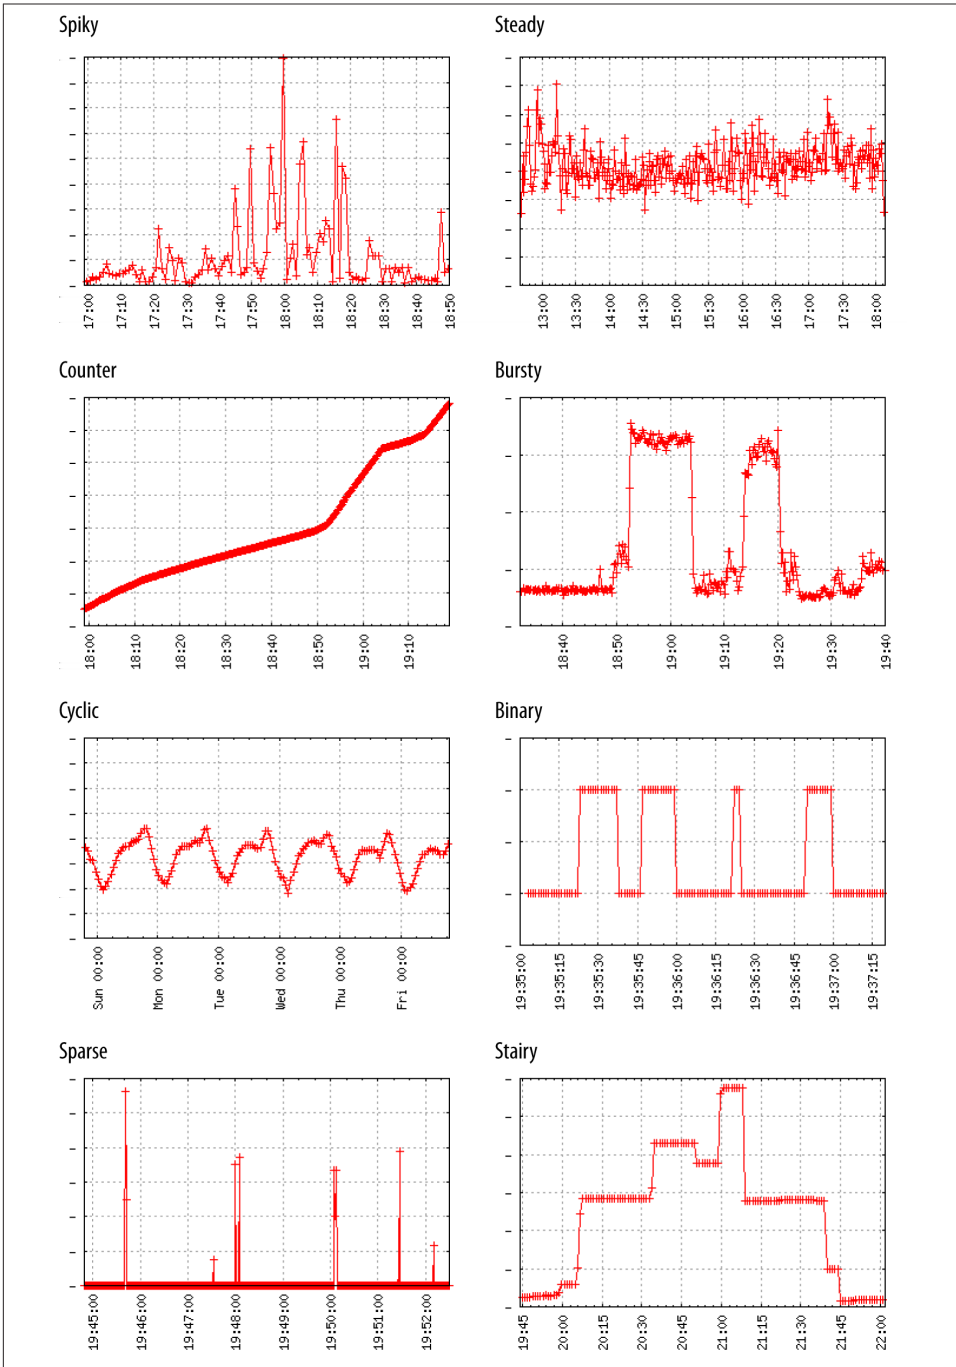 Spiky
17:00 17:10 17:20 17:30 17:40 17:50 18:00 18:10 18:20 18:30 18:40 18:50
Steady
13:00 13:30 14:00 14:30 15:00 15:30 16:00 16:30 17:00 17:30 18:00
Counter
18:00 18:10 18:20 18:30 18:40 18:50 19:00 19:10
Bursty
18:40 18:50 19:00 19:10 19:20 19:30 19:40
Cyclic
Sun 00:00 Mon 00:00 Tue 00:00 Wed 00:00 Thu 00:00 Fri 00:00
Binary
19:35:00 19:35:15 19:35:30 19:35:45 19:36:00 19:36:15 19:36:30 19:36:45 19:37:00 19:37:15
Sparse
19:45:00 19:46:00 19:47:00 19:48:00 19:49:00 19:50:00 19:51:00 19:52:00
Stairy
19:45 20:00 20:15 20:30 20:45 21:00 21:15 21:30 21:45 22:00